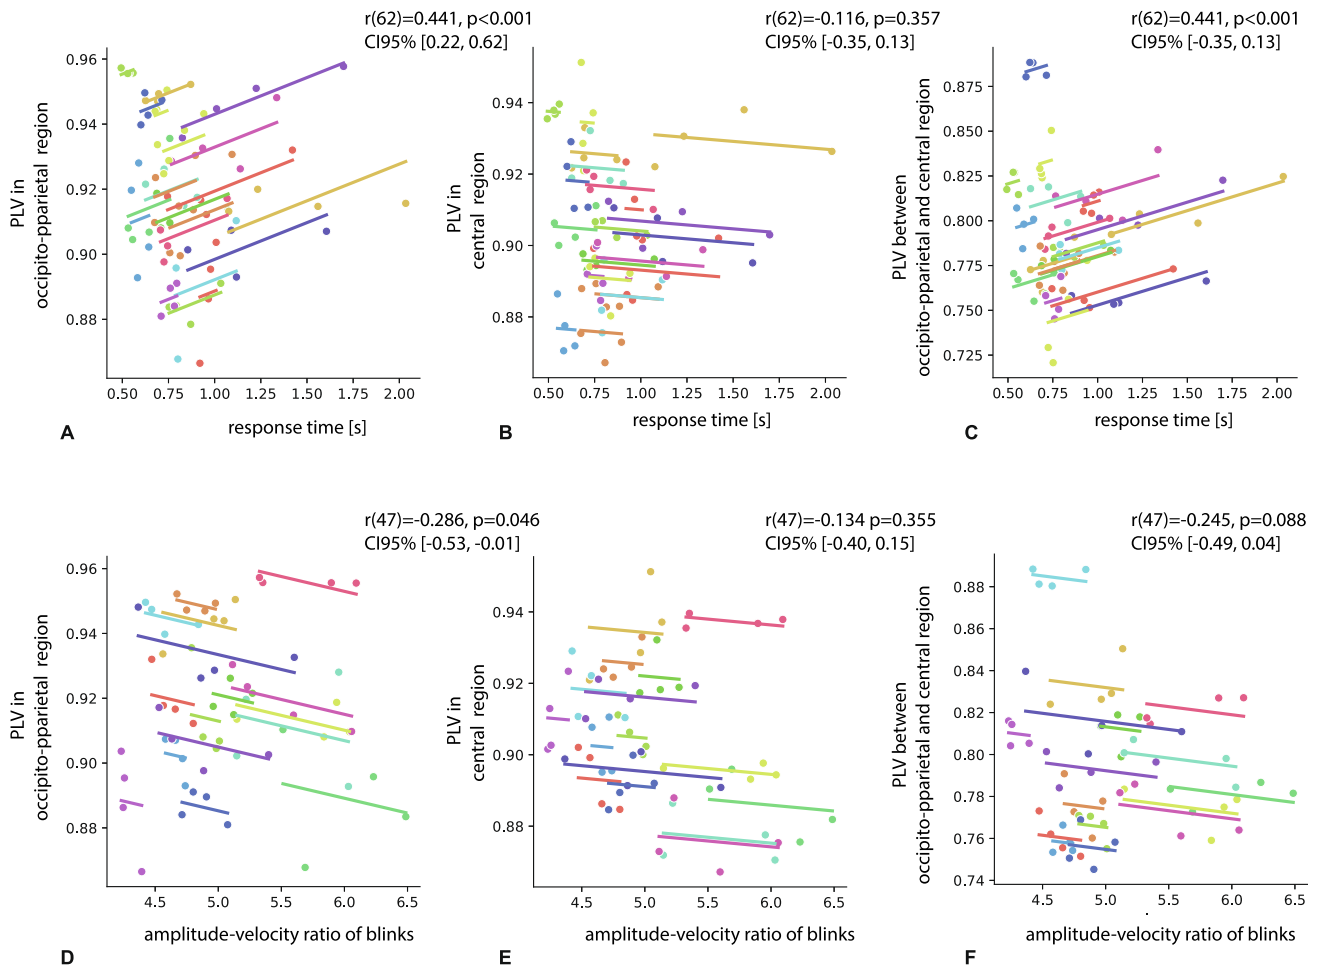 r(62)=0.441, p<0.001
CI95% [0.22, 0.62]
PLV in
occipito-pparietal region
0.96
0.94
0.92
0.90
0.88
0.50 0.75 1.00 1.25 1.50 1.75 2.00
response time [s]
A
r(62)=-0.116, p=0.357
CI95% [-0.35, 0.13]
PLV in
central region
0.94
0.92
0.90
0.88
0.50 0.75 1.00 1.25 1.50 1.75 2.00
response time [s]
B
r(62)=0.441, p<0.001
CI95% [-0.35, 0.13]
PLV between
occipito-pparietal and central region
0.875
0.850
0.825
0.800
0.775
0.750
0.725
0.50 0.75 1.00 1.25 1.50 1.75 2.00
response time [s]
C
r(47)=-0.286, p=0.046
CI95% [-0.53, -0.01]
PLV in
occipito-pparietal region
0.96
0.94
0.92
0.90
0.88
4.5 5.0 5.5 6.0 6.5
amplitude-velocity ratio of blinks
D
r(47)=-0.134 p=0.355
CI95% [-0.40, 0.15]
PLV in
central region
0.94
0.92
0.90
0.88
4.5 5.0 5.5 6.0 6.5
amplitude-velocity ratio of blinks
E
r(47)=-0.245, p=0.088
CI95% [-0.49, 0.04]
PLV between
occipito-pparietal and central region
0.88
0.86
0.84
0.82
0.80
0.78
0.76
0.74
4.5 5.0 5.5 6.0 6.5
amplitude-velocity ratio of blinks
F